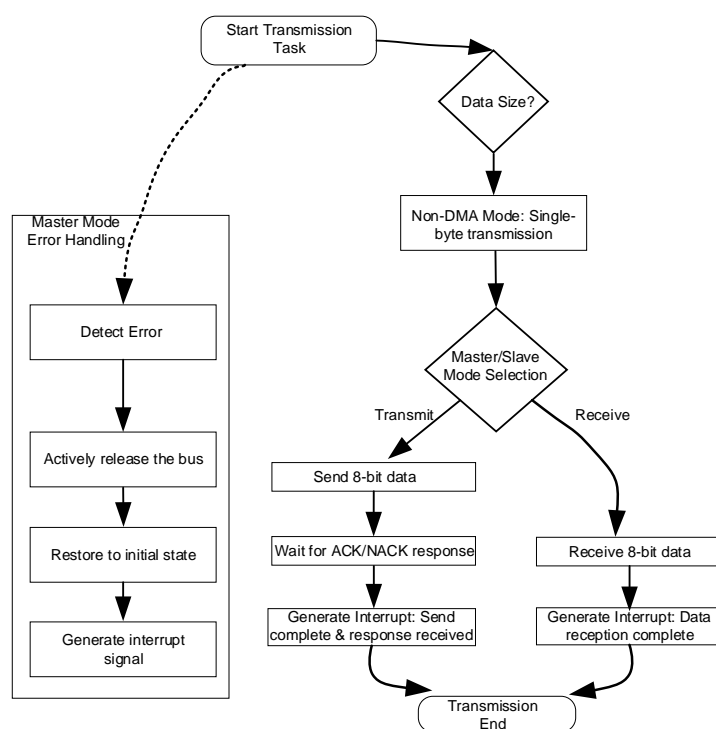 Start Transmission
Task
Data Size?
Non-DMA Mode: Single-
byte transmission
Master/Slave
Mode Selection
Transmit
Receive
Send 8-bit data
Wait for ACK/NACK response
Generate Interrupt: Send
complete & response received
Receive 8-bit data
Generate Interrupt: Data
reception complete
Transmission
End
Master Mode
Error Handling
Detect Error
Actively release the bus
Restore to initial state
Generate interrupt
signal